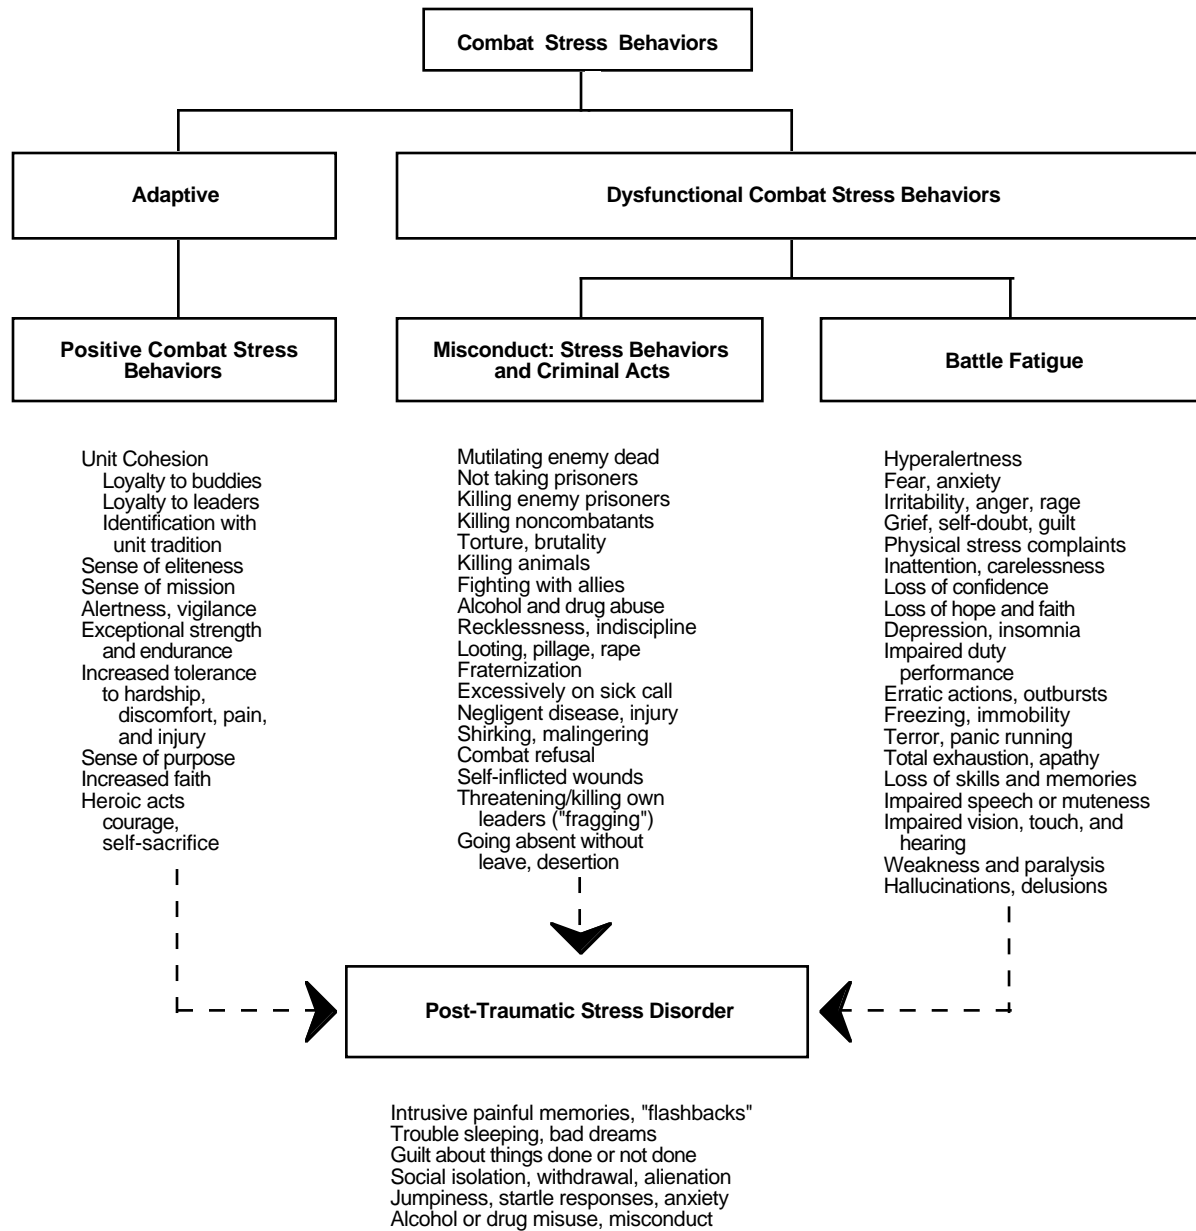 Combat Stress Behaviors
Adaptive
Dysfunctional Combat Stress Behaviors
Positive Combat Stress
Behaviors
Misconduct: Stress Behaviors
and Criminal Acts
Battle Fatigue
Unit Cohesion
Loyalty to buddies
Loyalty to leaders
Identification with
unit tradition
Sense of eliteness
Sense of mission
Alertness, vigilance
Exceptional strength
and endurance
Increased tolerance
to hardship,
discomfort, pain,
and injury
Sense of purpose
Increased faith
Heroic acts
courage,
self-sacrifice
Mutilating enemy dead
Not taking prisoners
Killing enemy prisoners
Killing noncombatants
Torture, brutality
Killing animals
Fighting with allies
Alcohol and drug abuse
Recklessness, indiscipline
Looting, pillage, rape
Fraternization
Excessively on sick call
Negligent disease, injury
Shirking, malingering
Combat refusal
Self-inflicted wounds
Threatening/killing own
leaders ("fragging")
Going absent without
leave, desertion
Hyperalertness
Fear, anxiety
Irritability, anger, rage
Grief, self-doubt, guilt
Physical stress complaints
Inattention, carelessness
Loss of confidence
Loss of hope and faith
Depression, insomnia
Impaired duty
performance
Erratic actions, outbursts
Freezing, immobility
Terror, panic running
Total exhaustion, apathy
Loss of skills and memories
Impaired speech or muteness
Impaired vision, touch, and
hearing
Weakness and paralysis
Hallucinations, delusions
Post-Traumatic Stress Disorder
Intrusive painful memories, "flashbacks"
Trouble sleeping, bad dreams
Guilt about things done or not done
Social isolation, withdrawal, alienation
Jumpiness, startle responses, anxiety
Alcohol or drug misuse, misconduct